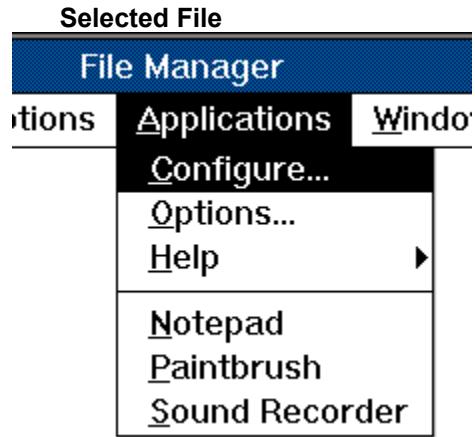 Selected File
File Manager
tions Applications Windo
Configure...
Options...
Help
Notepad
Paintbrush
Sound Recorder